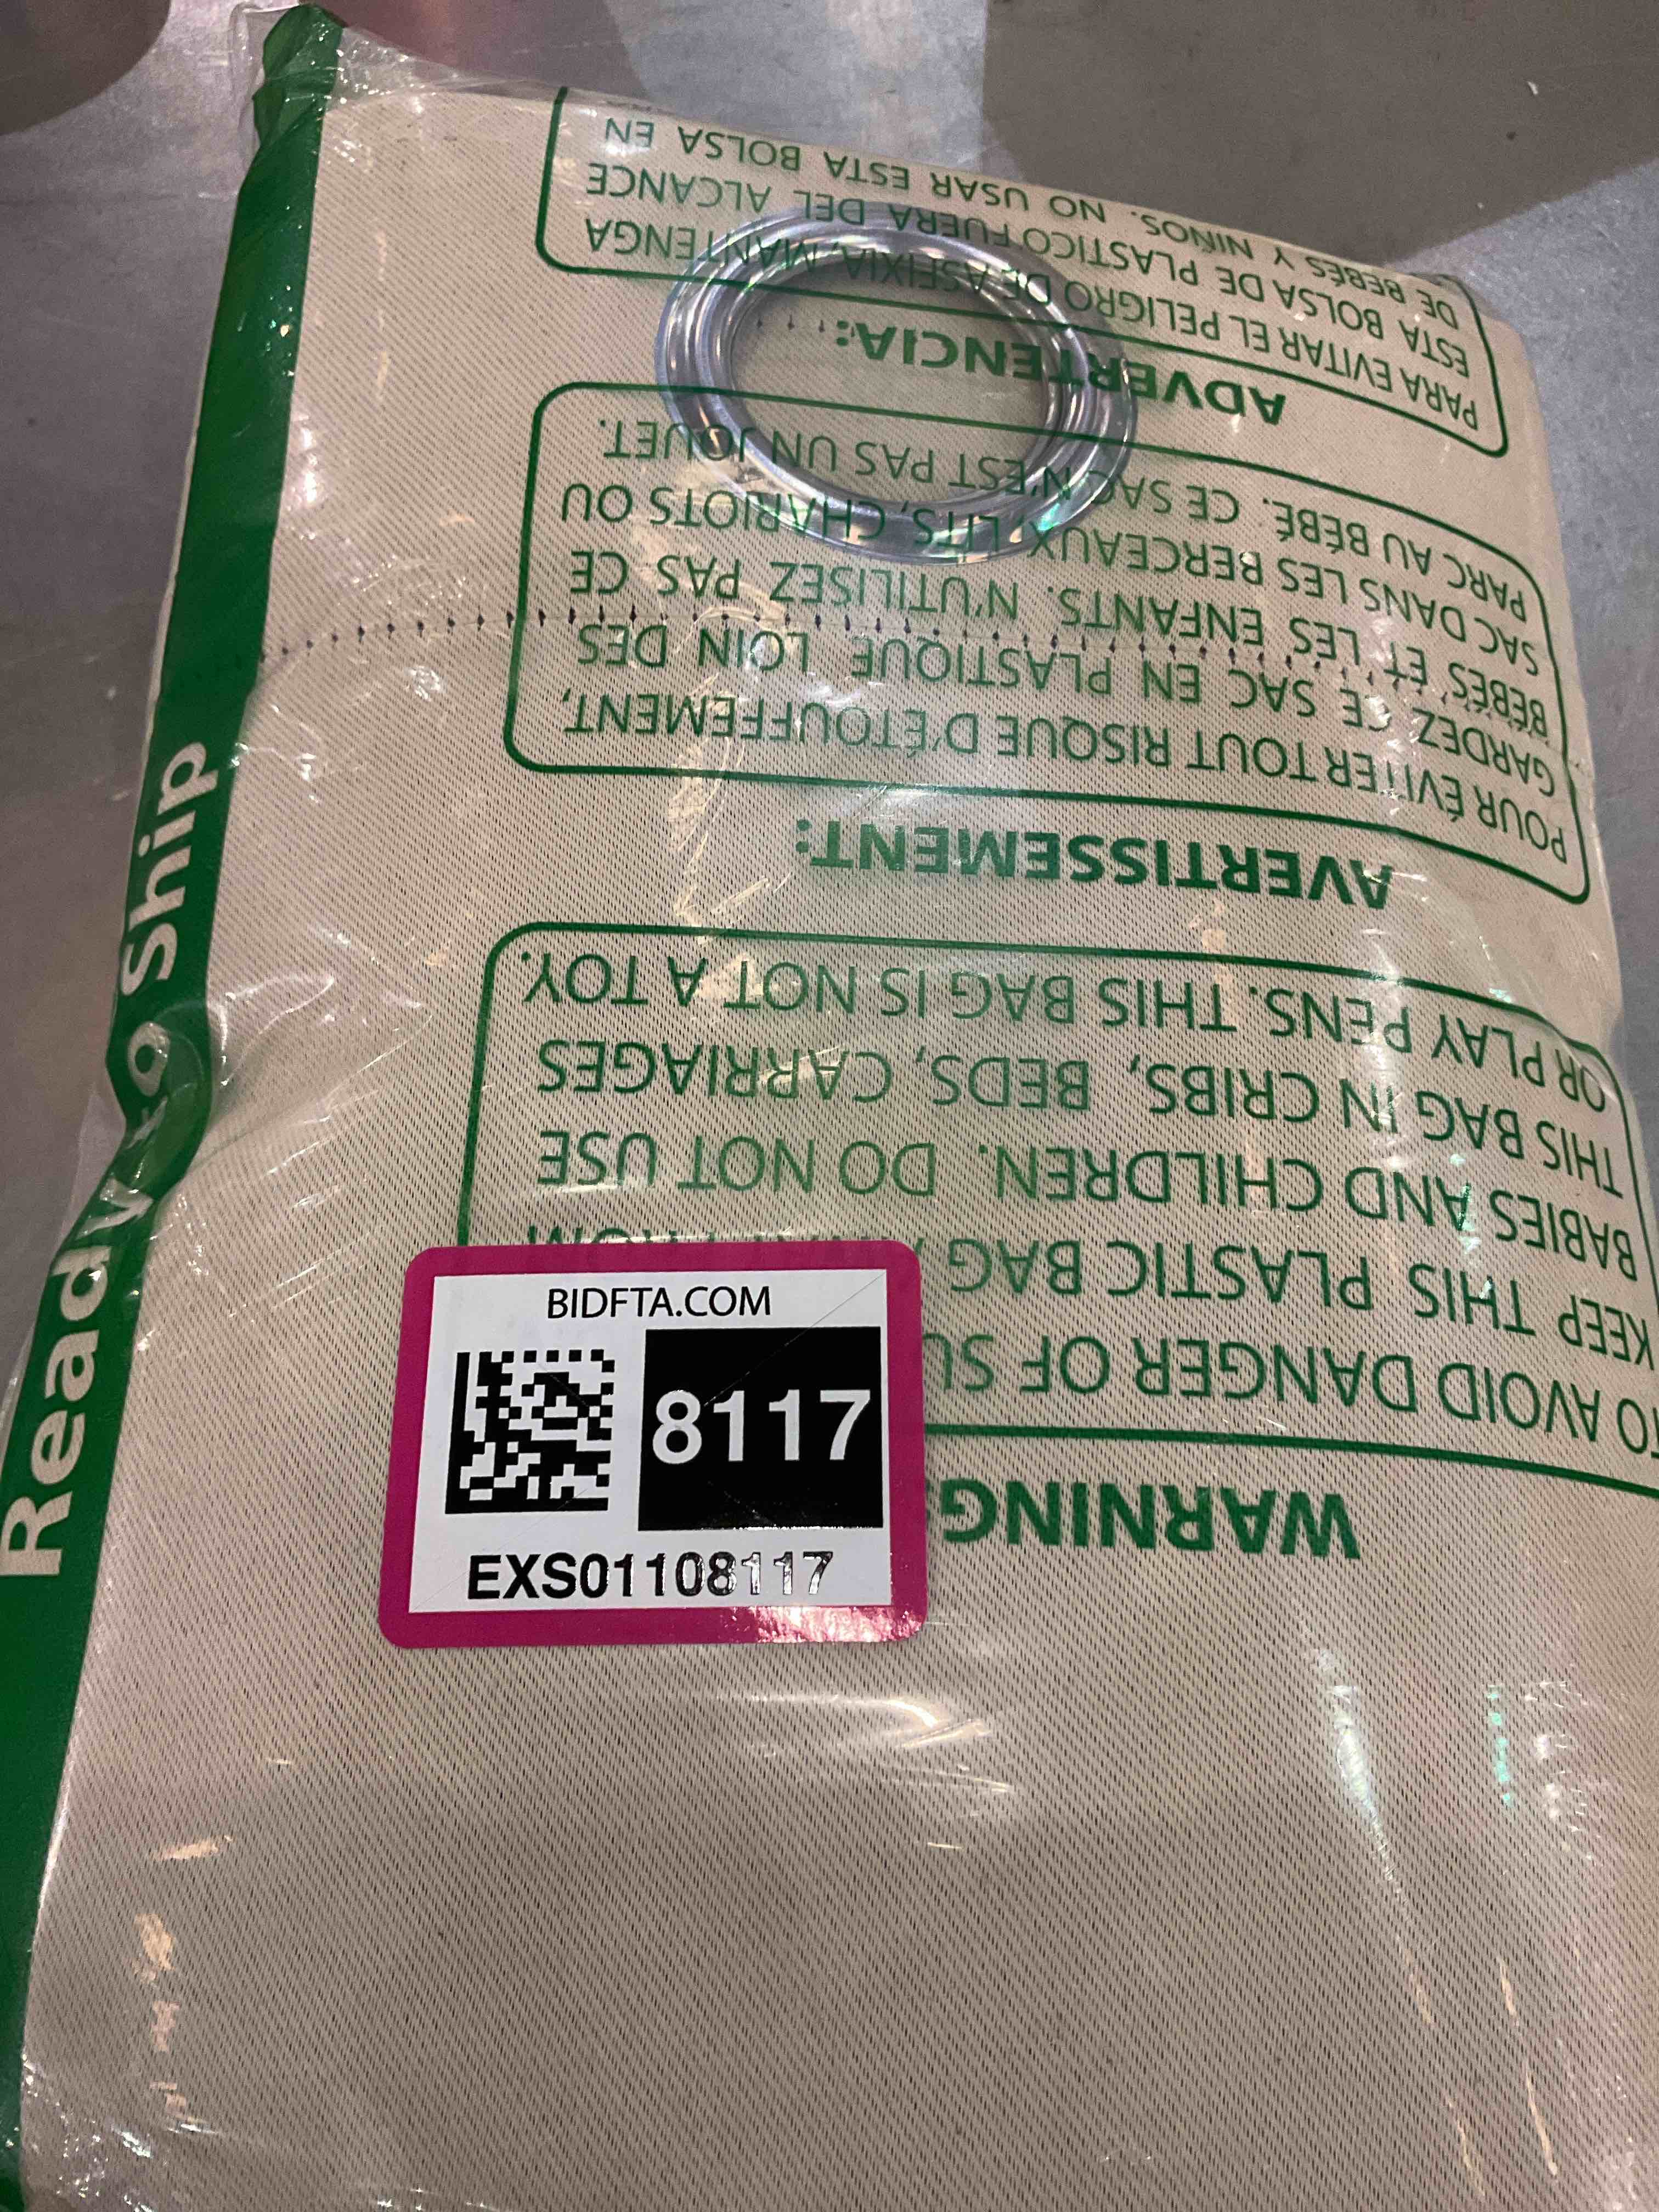 Ready to Ship
WARNING
TO AVOID DANGER OF
KEEP THIS PLASTIC BAG
BABIES AND CHILDREN. DO NOT USE
THIS BAG IN CRIBS, BEDS, CARRIAGES
OR PLAY PENS. THIS BAG IS NOT A TOY.
AVERTISSEMENT:
POUR ÉVITER TOUT RISQUE D'ÉTOUFFEMENT,
GARDEZ CE SAC EN PLASTIQUE LOIN DES
BÉBÉS ET LES ENFANTS. N'UTILISEZ PAS CE
SAC DANS LES BERCEAUX, LITS, CHARIOTS OU
PARC AU BÉBÉ. CE SAC N'EST PAS UN JOUET.
ADVERTENCIA:
PARA EVITAR EL PELIGRO DE ASFIXIA, MANTENGA
ESTA BOLSA DE PLASTICO FUERA DEL ALCANCE
DE BEBÉS Y NIÑOS. NO USAR ESTA BOLSA EN
BIDFTA.COM
8117
EXS01108117